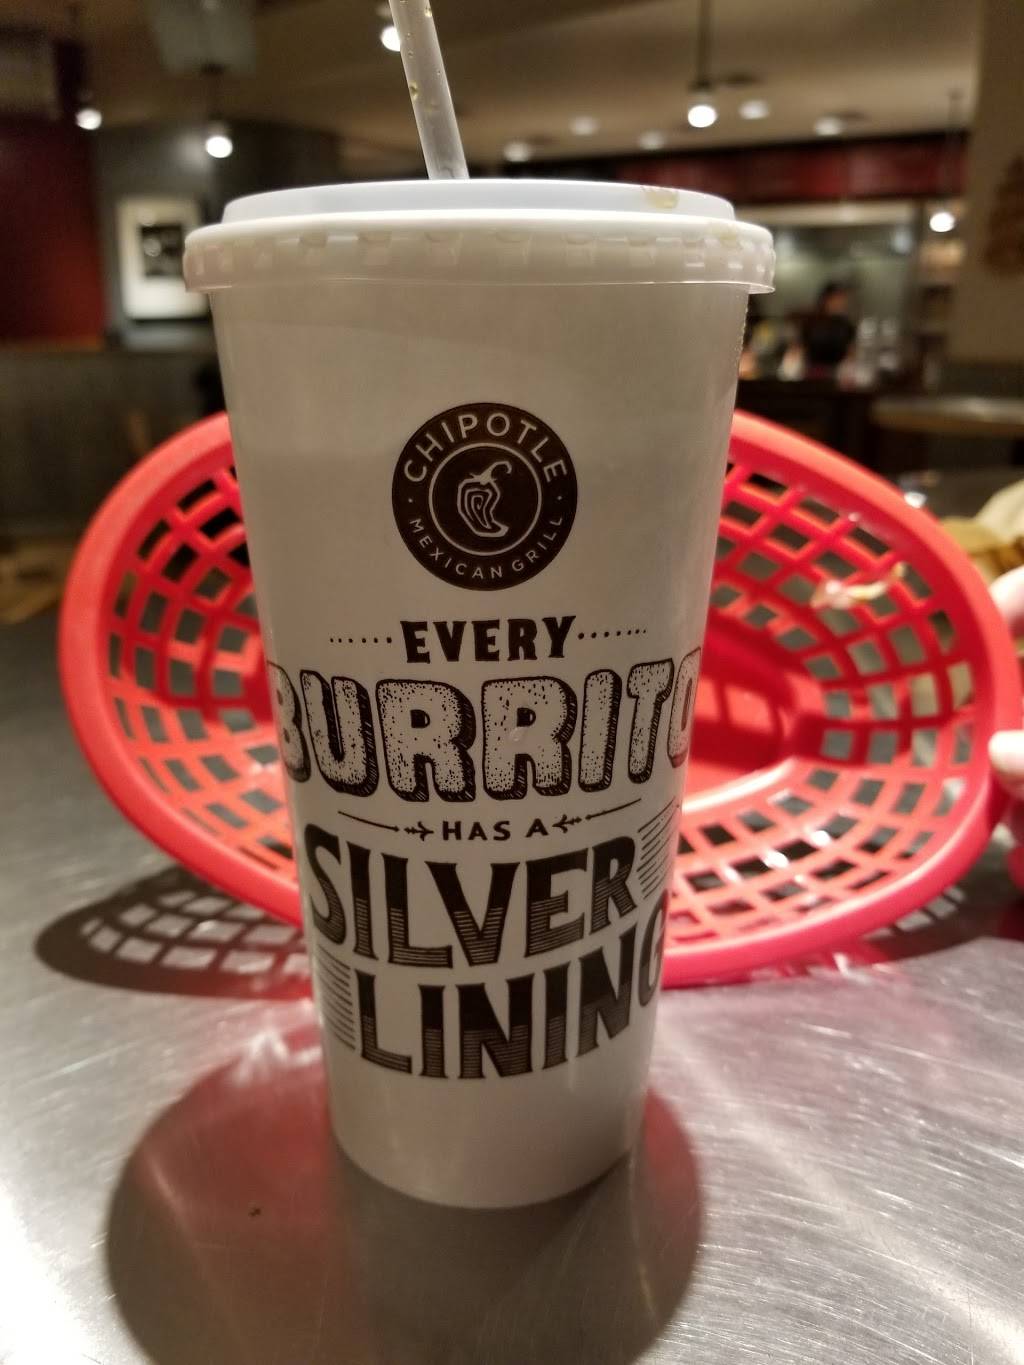 CHIPOTLE
MEXICAN GRILL
EVERY
BURRITO
HAS A
SILVER
LINING